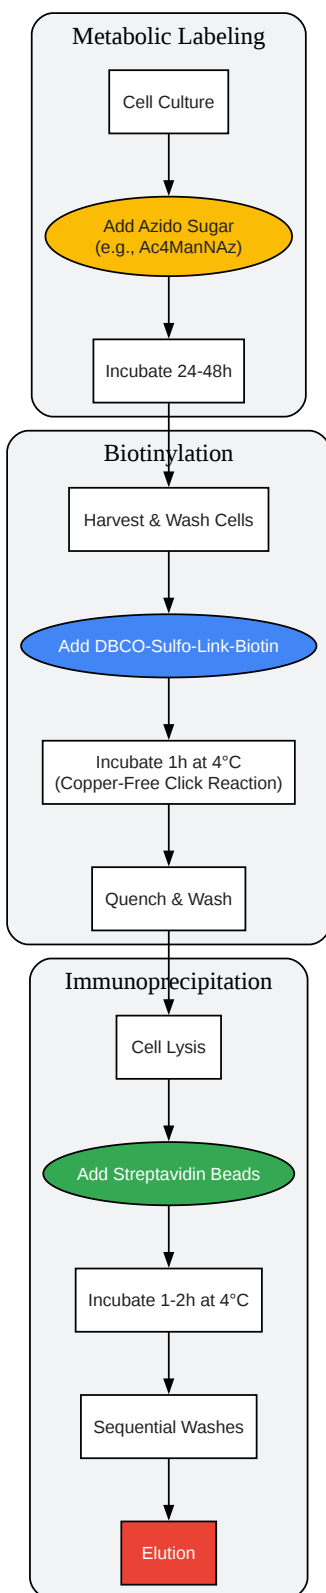 Metabolic Labeling
Cell Culture
Add Azido Sugar
(e.g., Ac4ManNAz)
Incubate 24-48h
Biotinylation
Harvest & Wash Cells
Add DBCO-Sulfo-Link-Biotin
Incubate 1h at 4°C
(Copper-Free Click Reaction)
Quench & Wash
Immunoprecipitation
Cell Lysis
Add Streptavidin Beads
Incubate 1-2h at 4°C
Sequential Washes
Elution